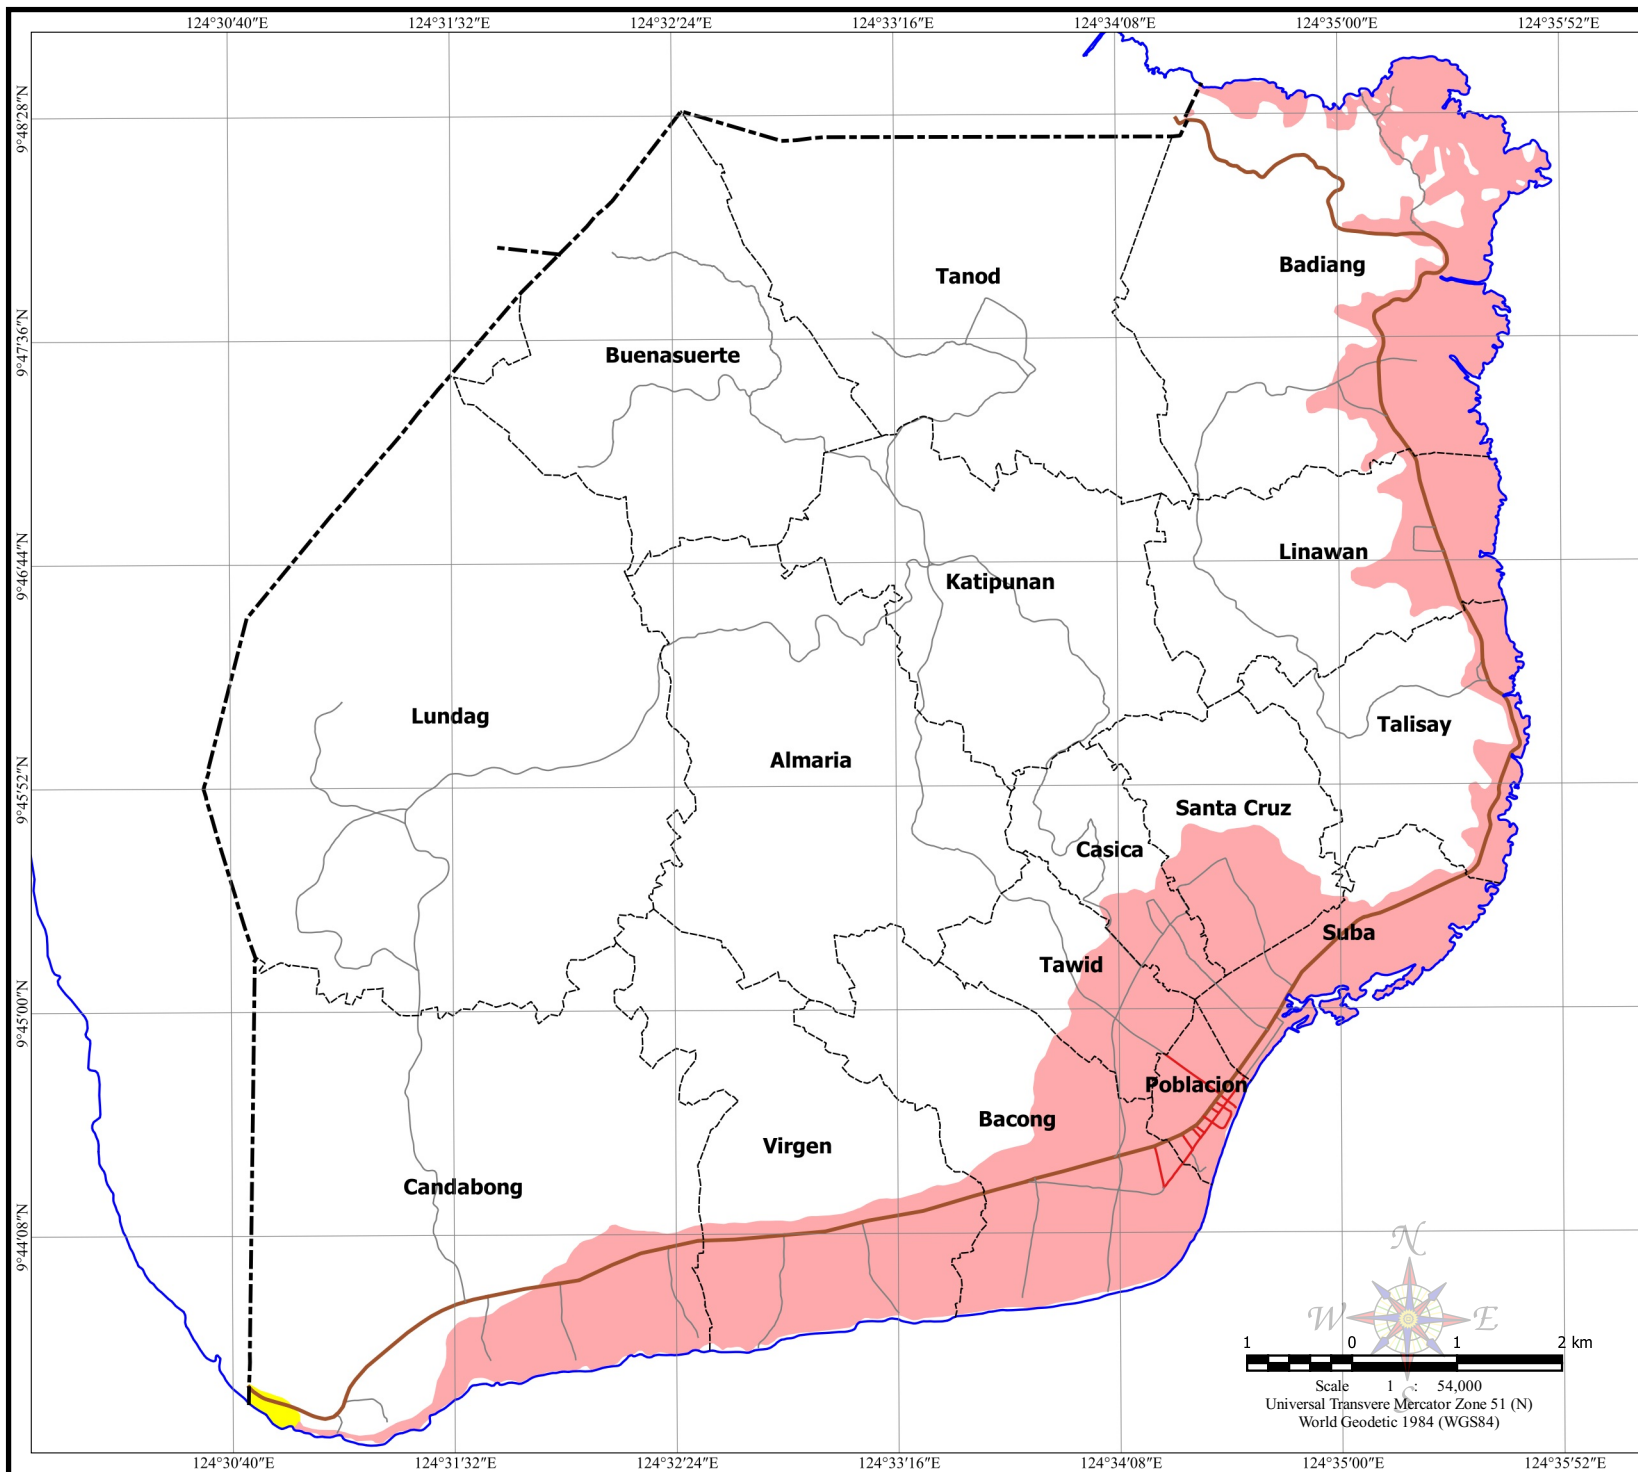 124°30'40"E 124°31'32"E 124°32'24"E 124°33'16"E 124°34'08"E 124°35'00"E 124°35'52"E
9°48'28"N
Badiang
Tanod
9°47'36"N
Buenasuerte
Linawan
9°46'44"N
Katipunan
Lundag
Talisay
Almaria
9°45'52"N
Santa Cruz
Casica
Suba
Tawid
9°45'00"N
Poblacion
Bacong
Virgen
Candabong
9°44'08"N
N
W E
S
1 0 1 2 km
Scale 1 : 54,000
Universal Transvere Mercator Zone 51 (N)
World Geodetic 1984 (WGS84)
124°30'40"E 124°31'32"E 124°32'24"E 124°33'16"E 124°34'08"E 124°35'00"E 124°35'52"E